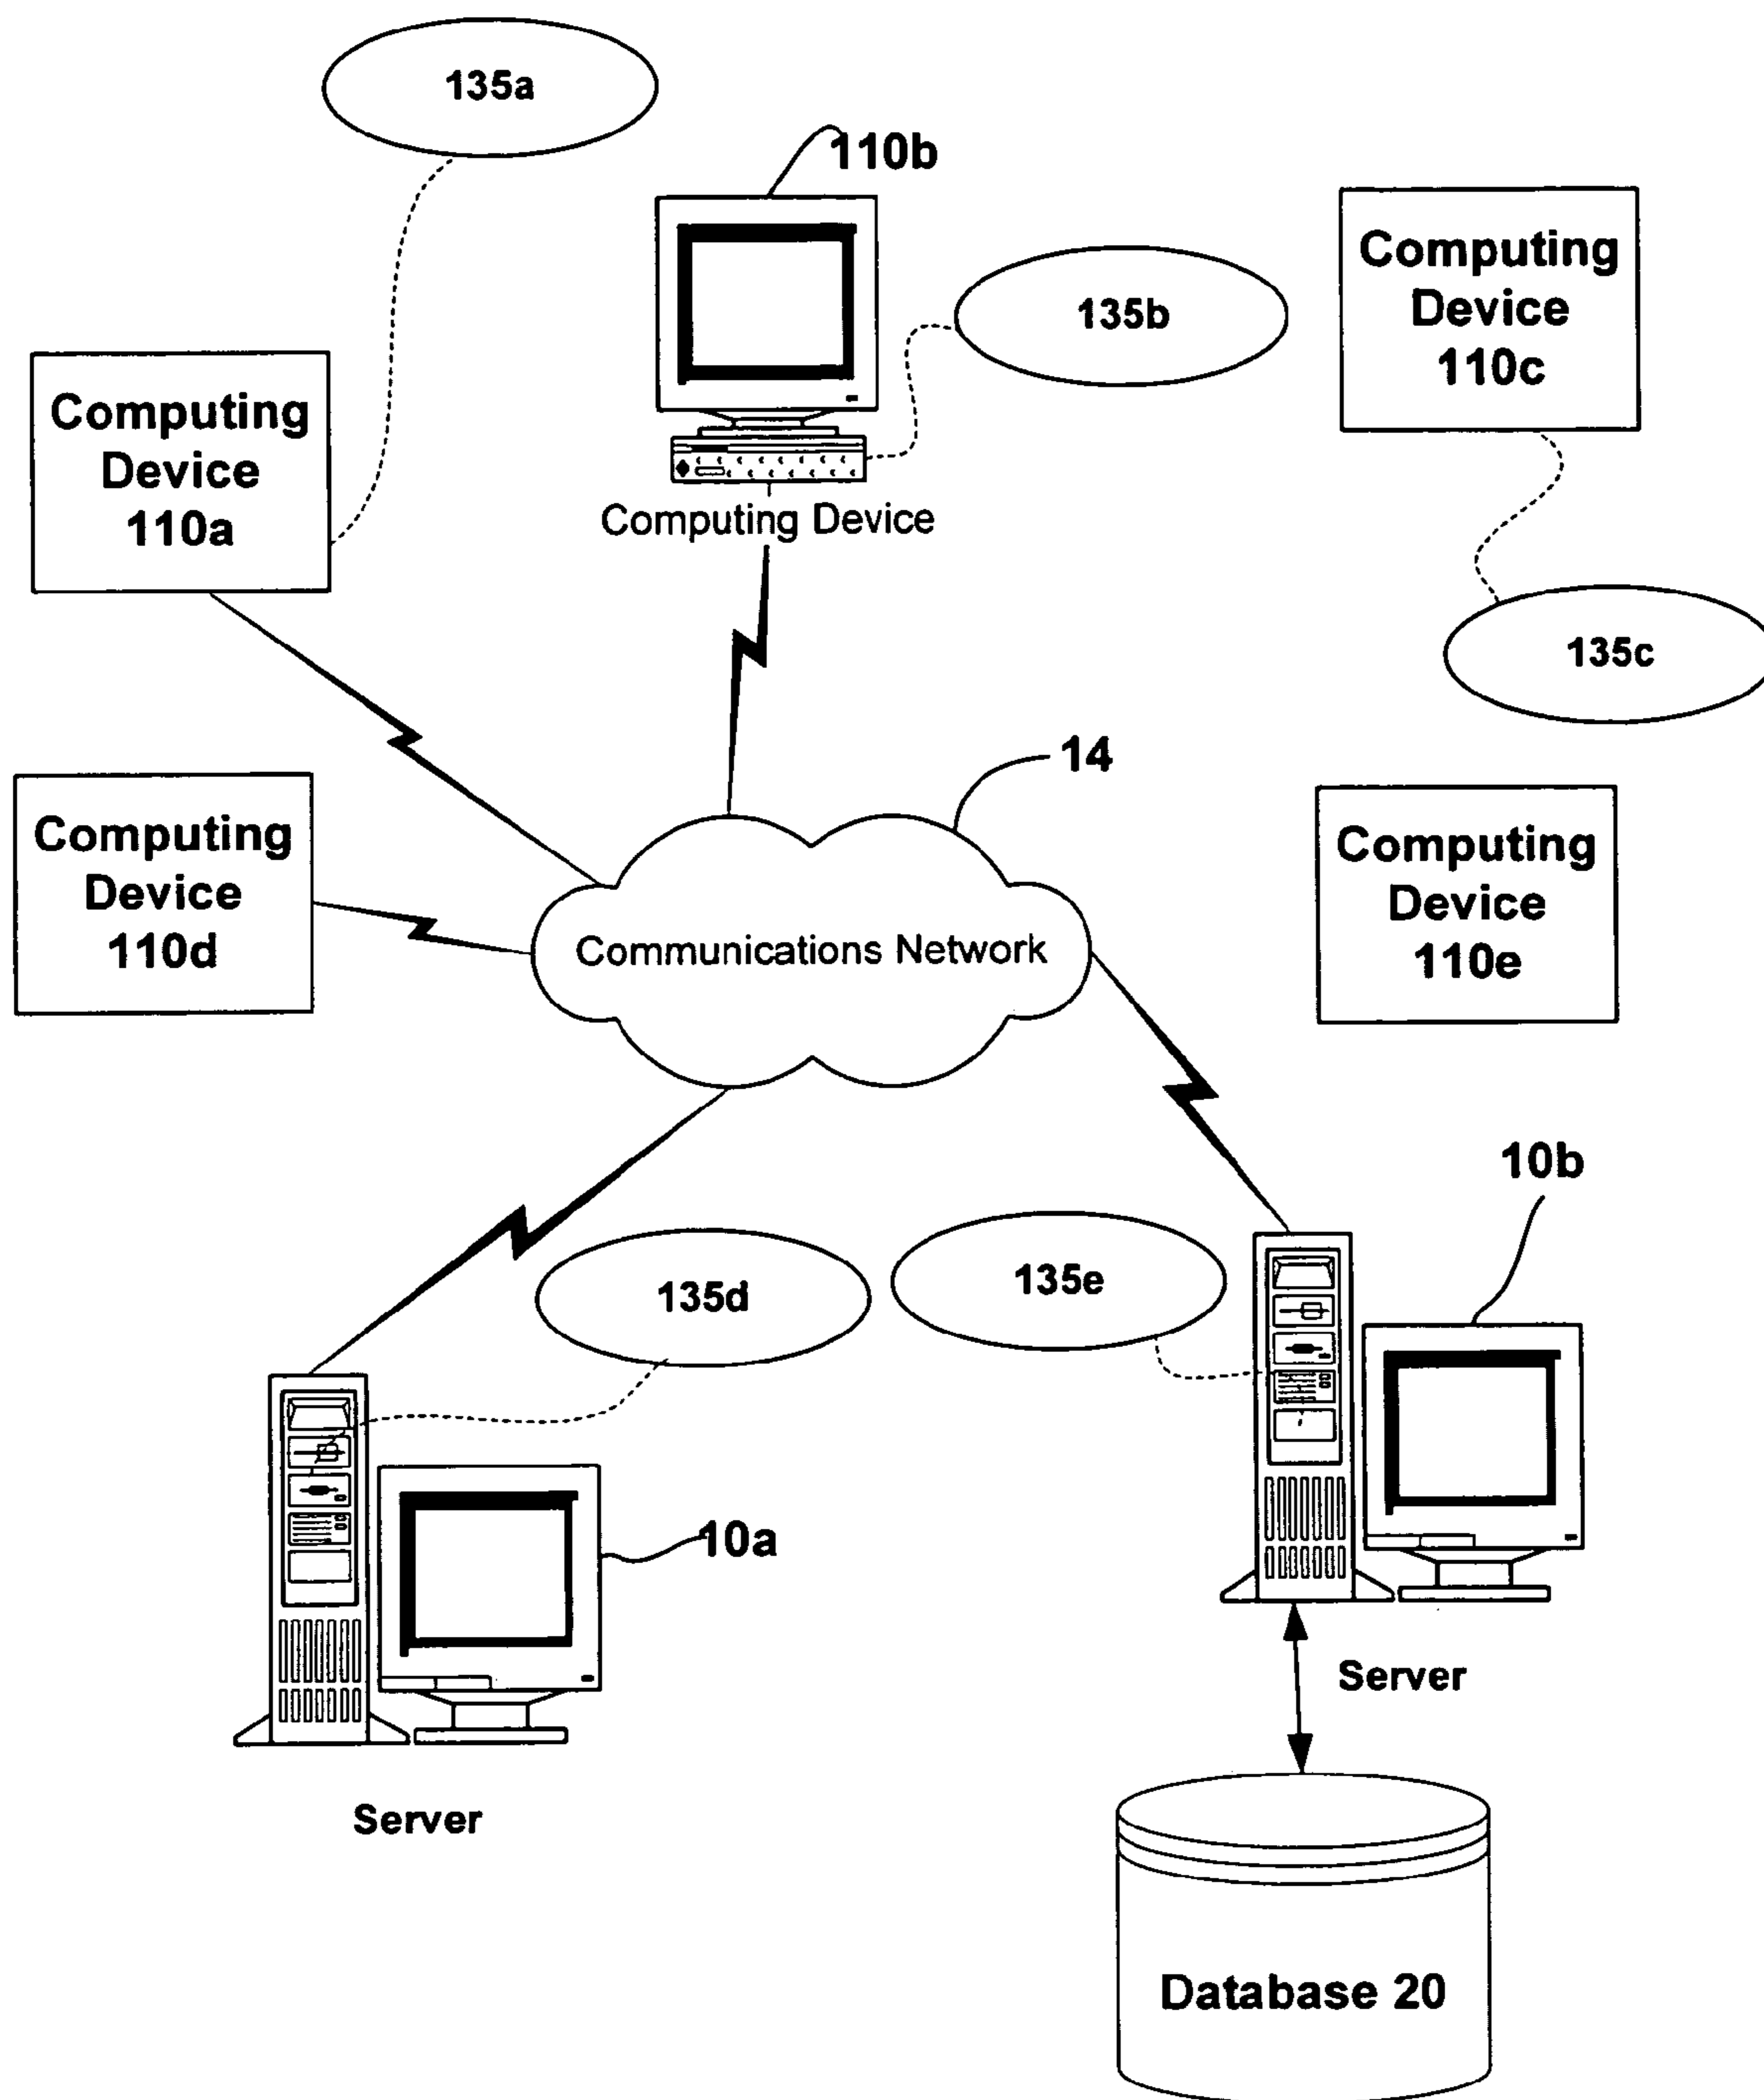 135a
110b
Computing
Device
110c
135b
Computing
Device
110a
Computing Device
135c
14
Computing
Device
110d
Computing
Device
110e
Communications Network
10b
135e
135d
10a
Server
Server
Database 20